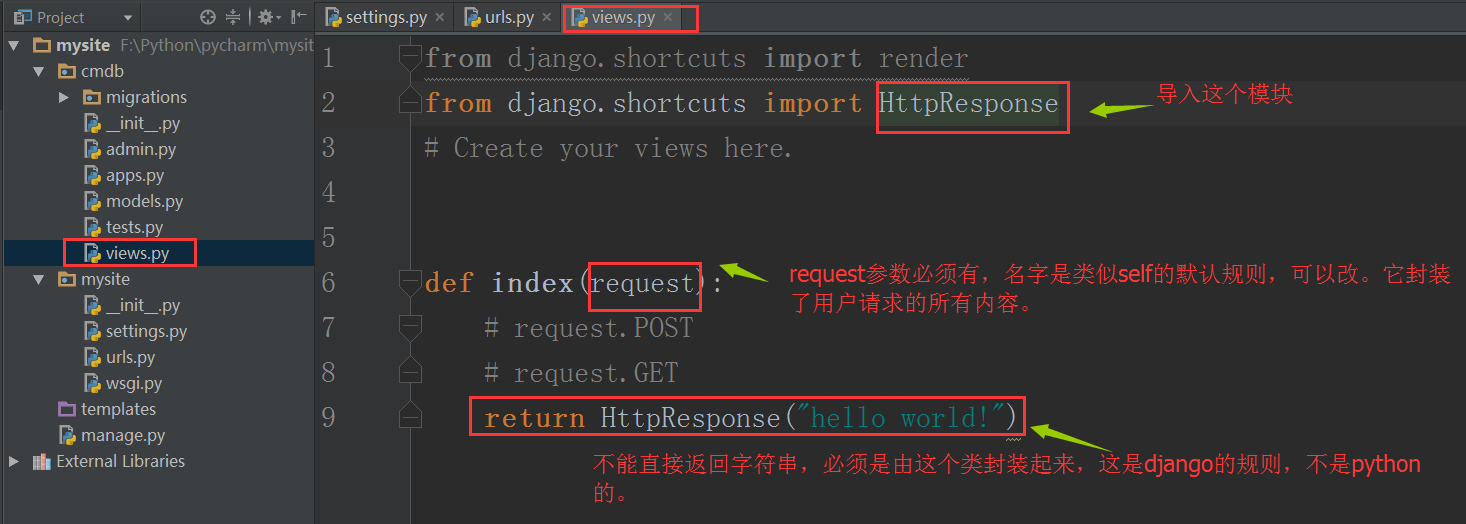 Project
settings.py
urls.py
views.py
mysite F:\Python\pycharm\mysit
cmdb
migrations
__init__.py
admin.py
apps.py
models.py
tests.py
views.py
mysite
__init__.py
settings.py
urls.py
wsgi.py
templates
manage.py
External Libraries
1 from django.shortcuts import render
2 from django.shortcuts import HttpResponse
导入这个模块
3 # Create your views here.
4
5
6 def index(request):
request参数必须有，名字是类似self的默认规则，可以改。它封装
了用户请求的所有内容。
7 # request.POST
8 # request.GET
9 return HttpResponse("hello world!")
不能直接返回字符串，必须是由这个类封装起来，这是django的规则，不是python
的。